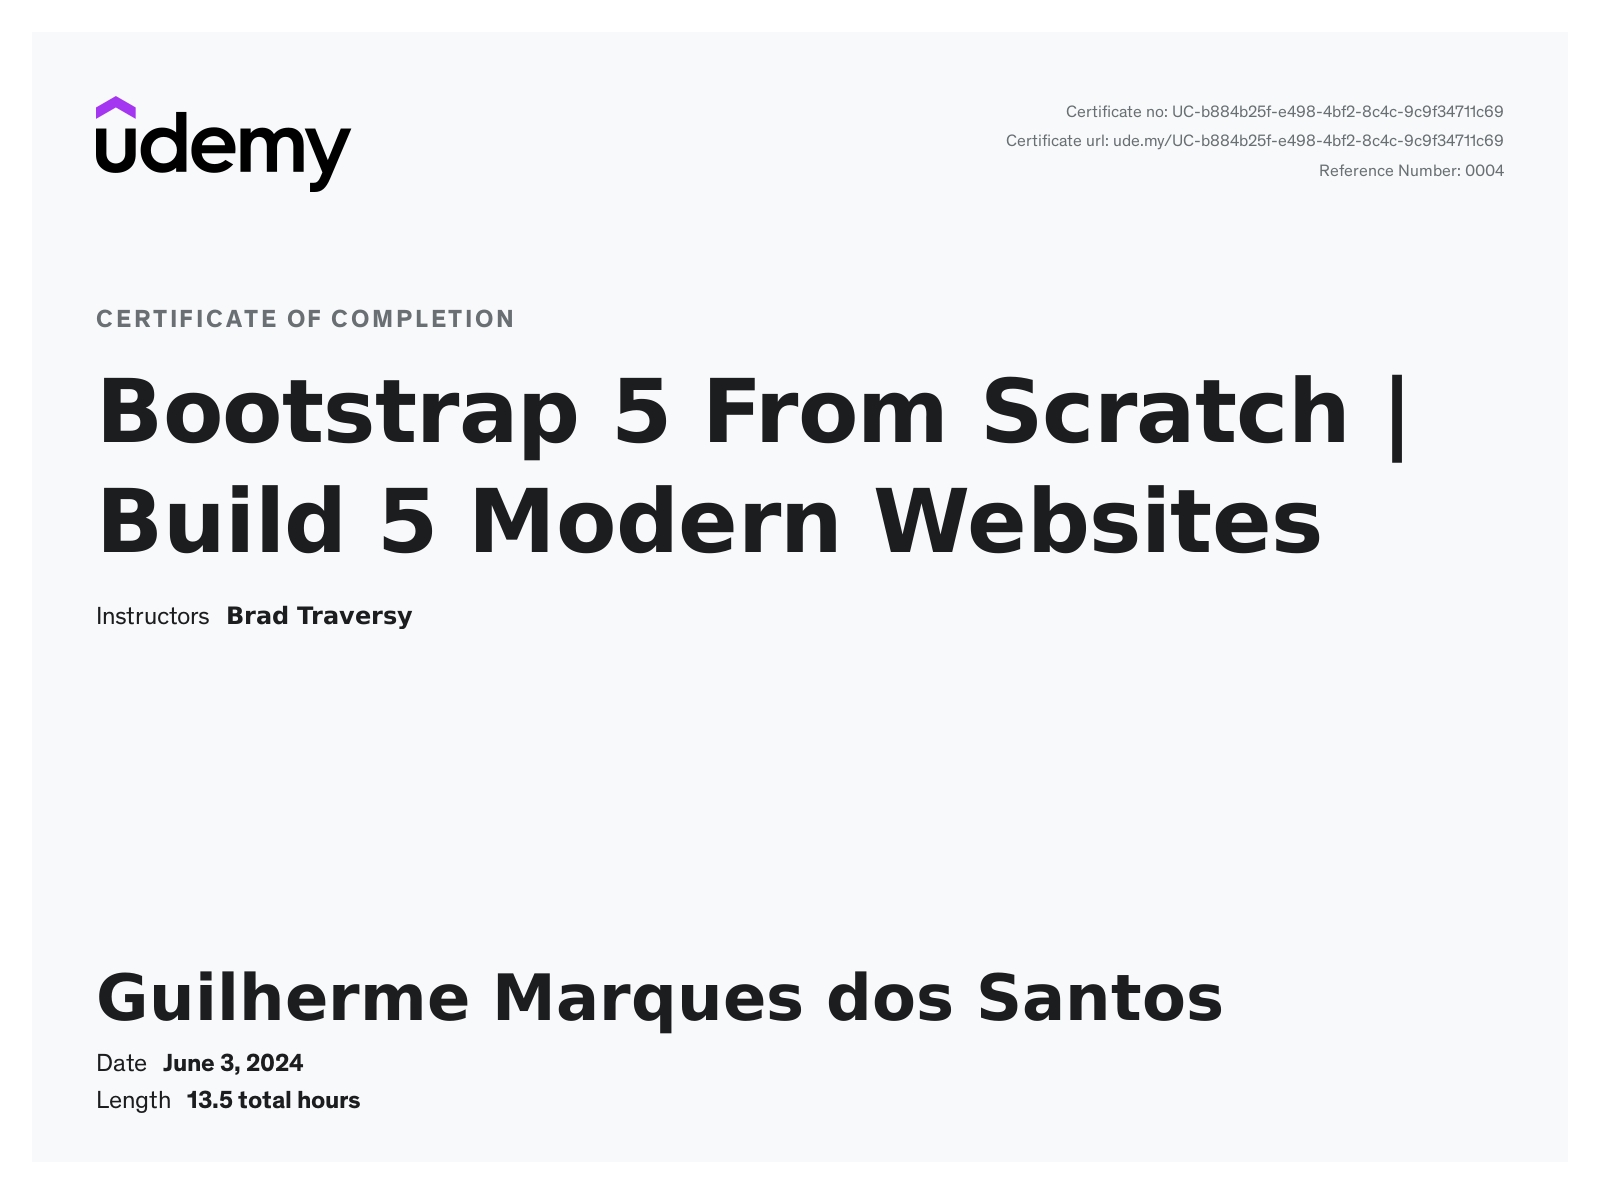 udemy
Certificate no: UC-b884b25f-e498-4bf2-8c4c-9c9f34711c69
Certificate url: ude.my/UC-b884b25f-e498-4bf2-8c4c-9c9f34711c69
Reference Number: 0004
CERTIFICATE OF COMPLETION
Bootstrap 5 From Scratch |
Build 5 Modern Websites
Instructors Brad Traversy
Guilherme Marques dos Santos
Date June 3, 2024
Length 13.5 total hours